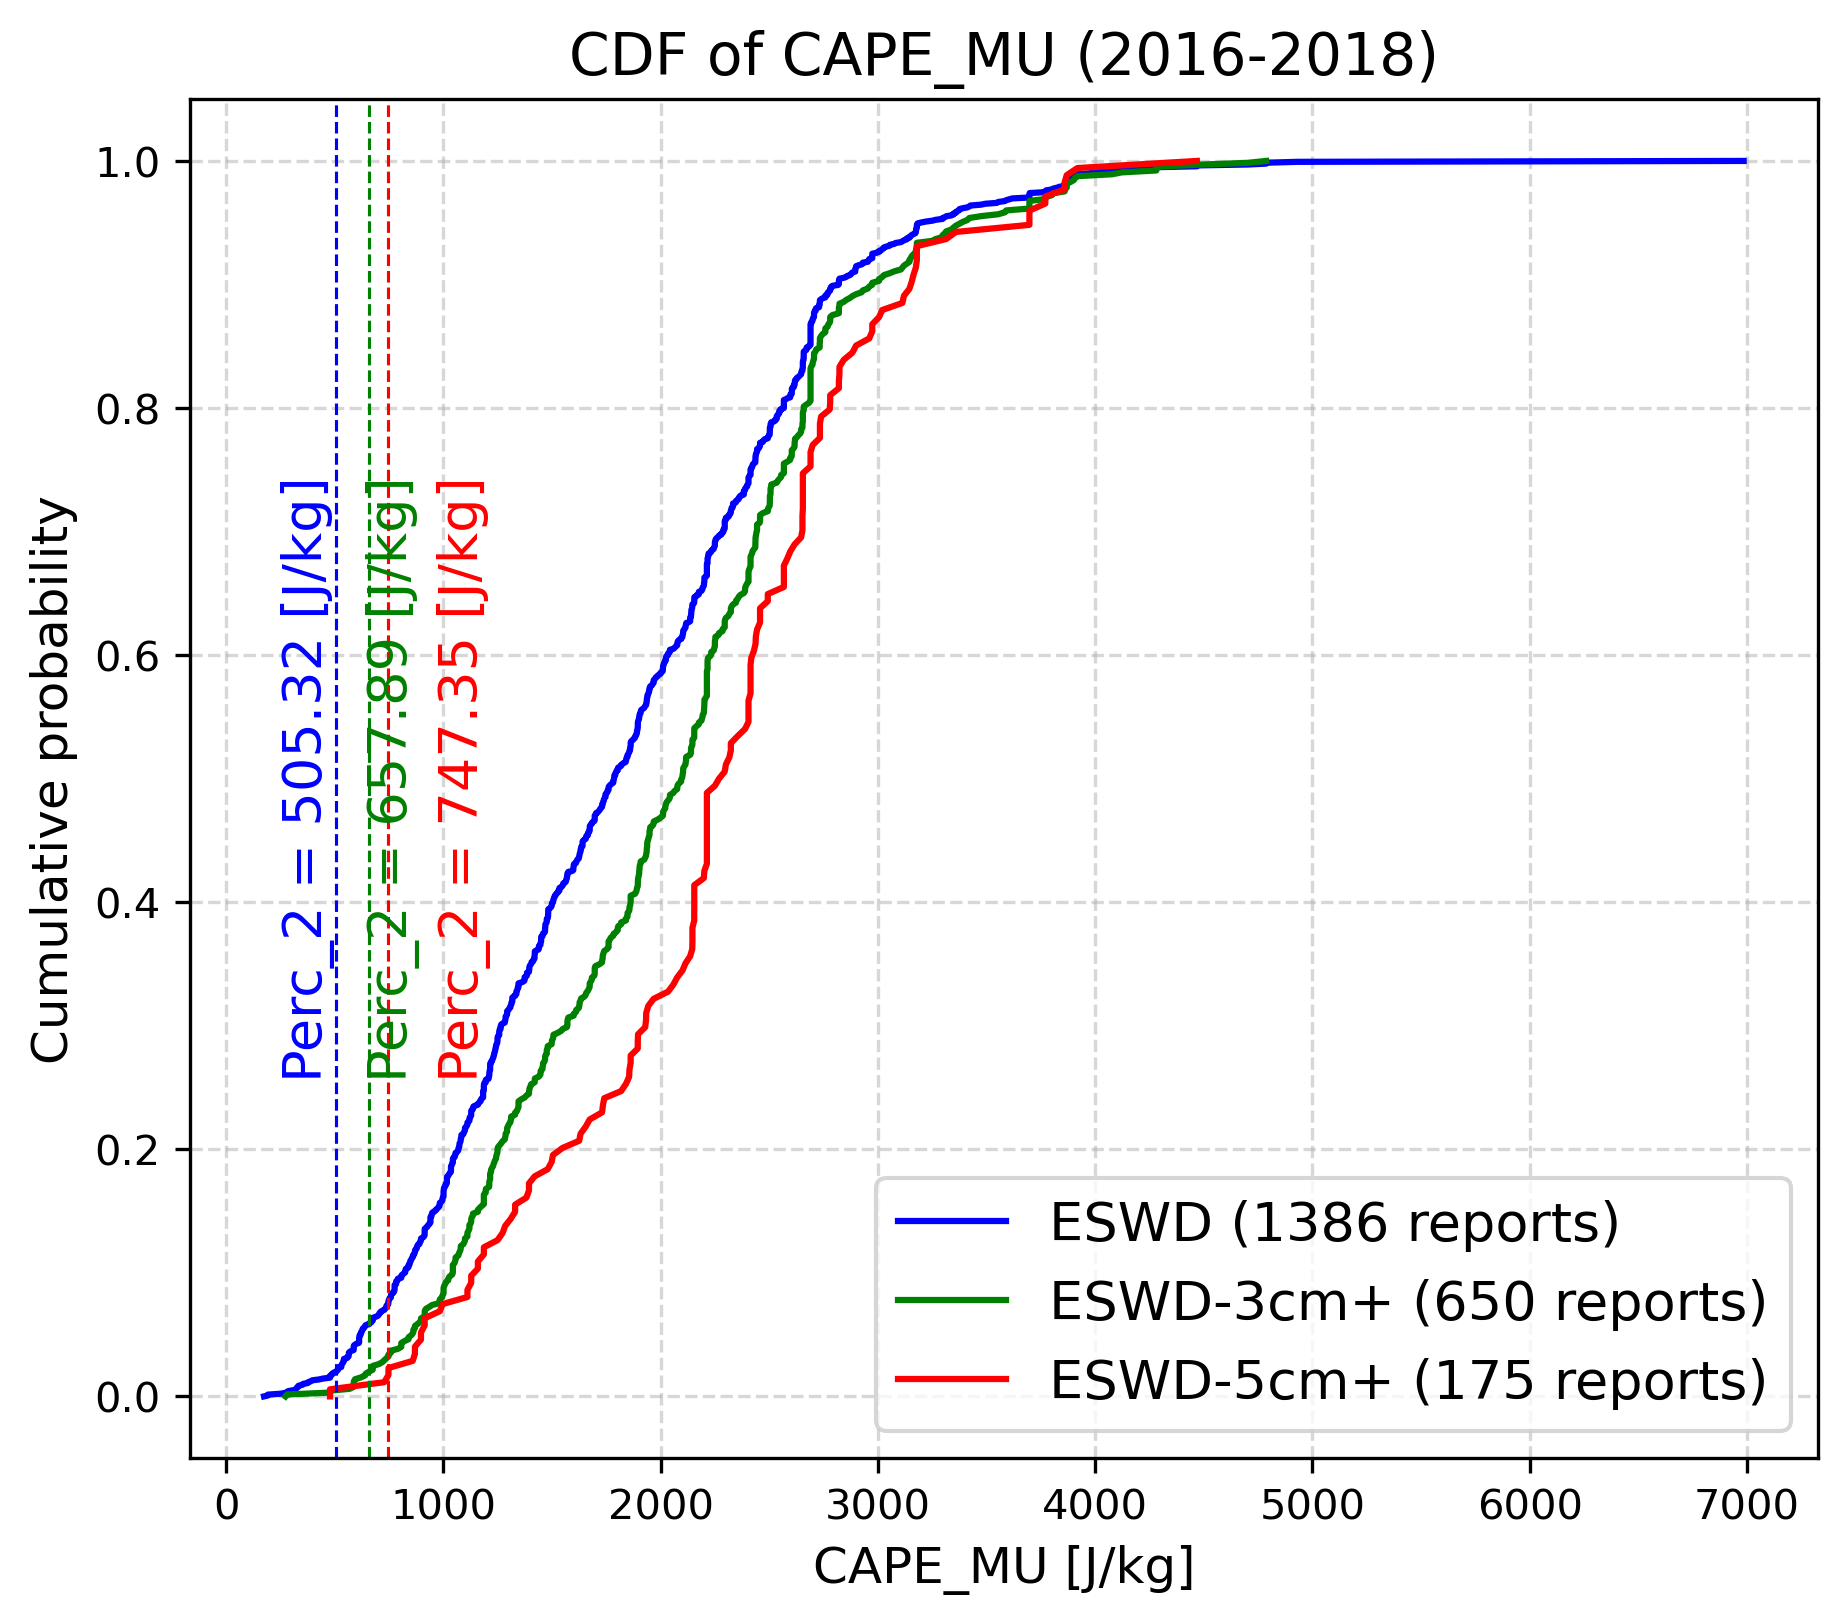 CDF of CAPE_MU (2016-2018)
Cumulative probability
1.0
0.8
0.6
0.4
0.2
0.0
Perc_2 = 505.32 [J/kg]
Perc_2 = 657.89 [J/kg]
Perc_2 = 747.35 [J/kg]
ESWD (1386 reports)
ESWD-3cm+ (650 reports)
ESWD-5cm+ (175 reports)
0 1000 2000 3000 4000 5000 6000 7000
CAPE_MU [J/kg]